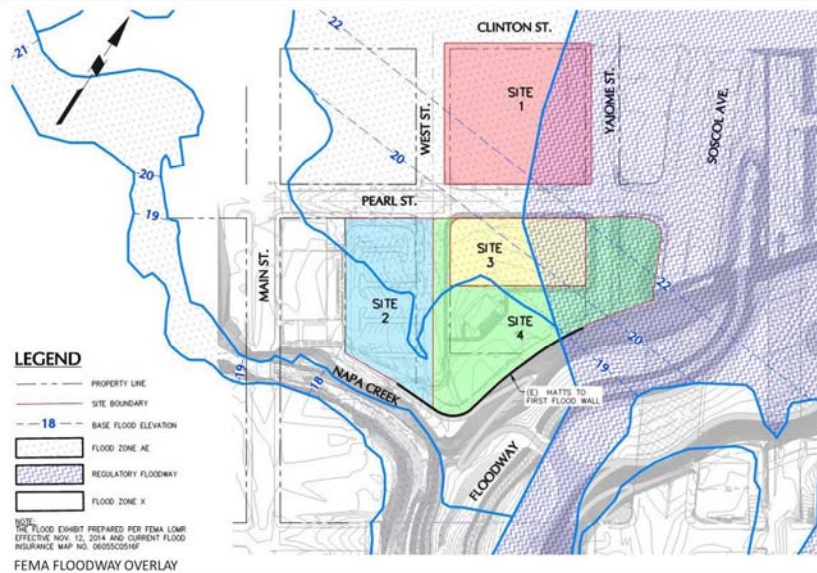 22
CLINTON ST.
21
SITE
1
YAJOME ST.
SOSCOL AVE.
WEST ST.
20
20
19
PEARL ST.
MAIN ST.
SITE
3
SITE
2
SITE
4
22
20
19
19
18
NAPA CREEK
(E) HATTS TO
FIRST FLOOD WALL
FLOODWAY
LEGEND
PROPERTY LINE
SITE BOUNDARY
18 BASE FLOOD ELEVATION
FLOOD ZONE AE
REGULATORY FLOODWAY
FLOOD ZONE X
NOTE:
THE FLOOD EXHIBIT PREPARED PER FEMA LOMR
EFFECTIVE NOV. 12, 2014 AND CURRENT FLOOD
INSURANCE MAP NO. 06055C0516F
FEMA FLOODWAY OVERLAY